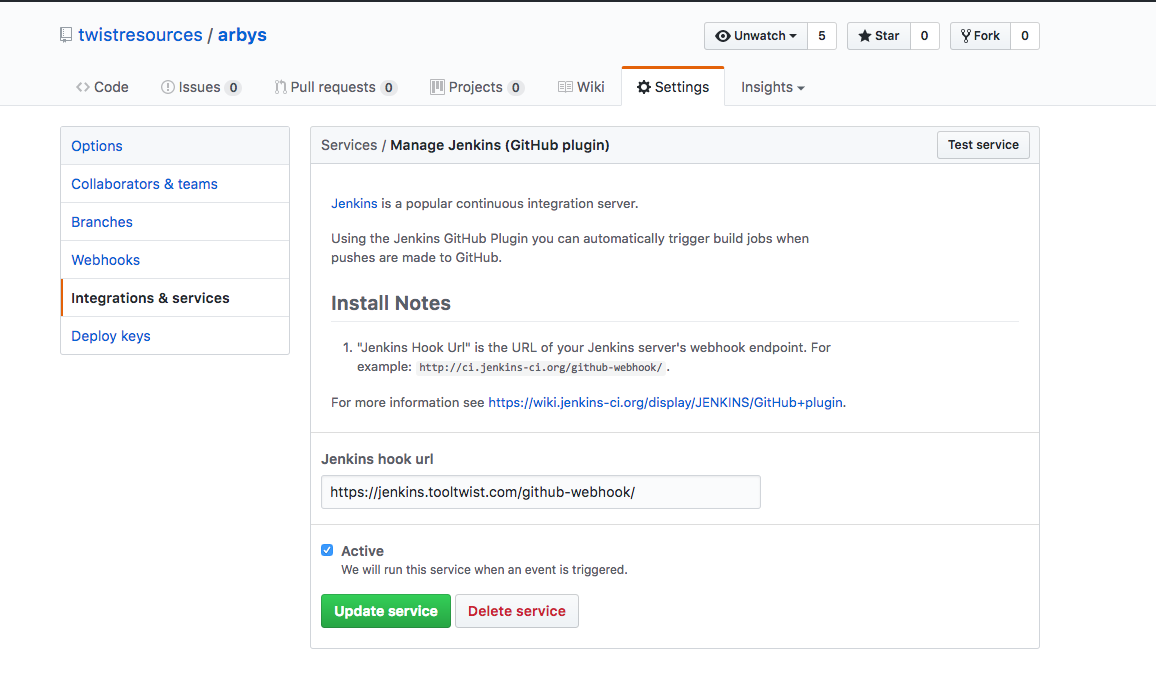 twistresources / arbys
Unwatch 5 Star 0 Fork 0
Code Issues 0 Pull requests 0 Projects 0 Wiki Settings Insights
Options
Collaborators & teams
Branches
Webhooks
Integrations & services
Deploy keys
Services / Manage Jenkins (GitHub plugin)
Test service
Jenkins is a popular continuous integration server.
Using the Jenkins GitHub Plugin you can automatically trigger build jobs when
pushes are made to GitHub.
Install Notes
1. "Jenkins Hook Url" is the URL of your Jenkins server's webhook endpoint. For
example: http://ci.jenkins-ci.org/github-webhook/ .
For more information see https://wiki.jenkins-ci.org/display/JENKINS/GitHub+plugin.
Jenkins hook url
https://jenkins.tooltwist.com/github-webhook/
Active
We will run this service when an event is triggered.
Update service Delete service